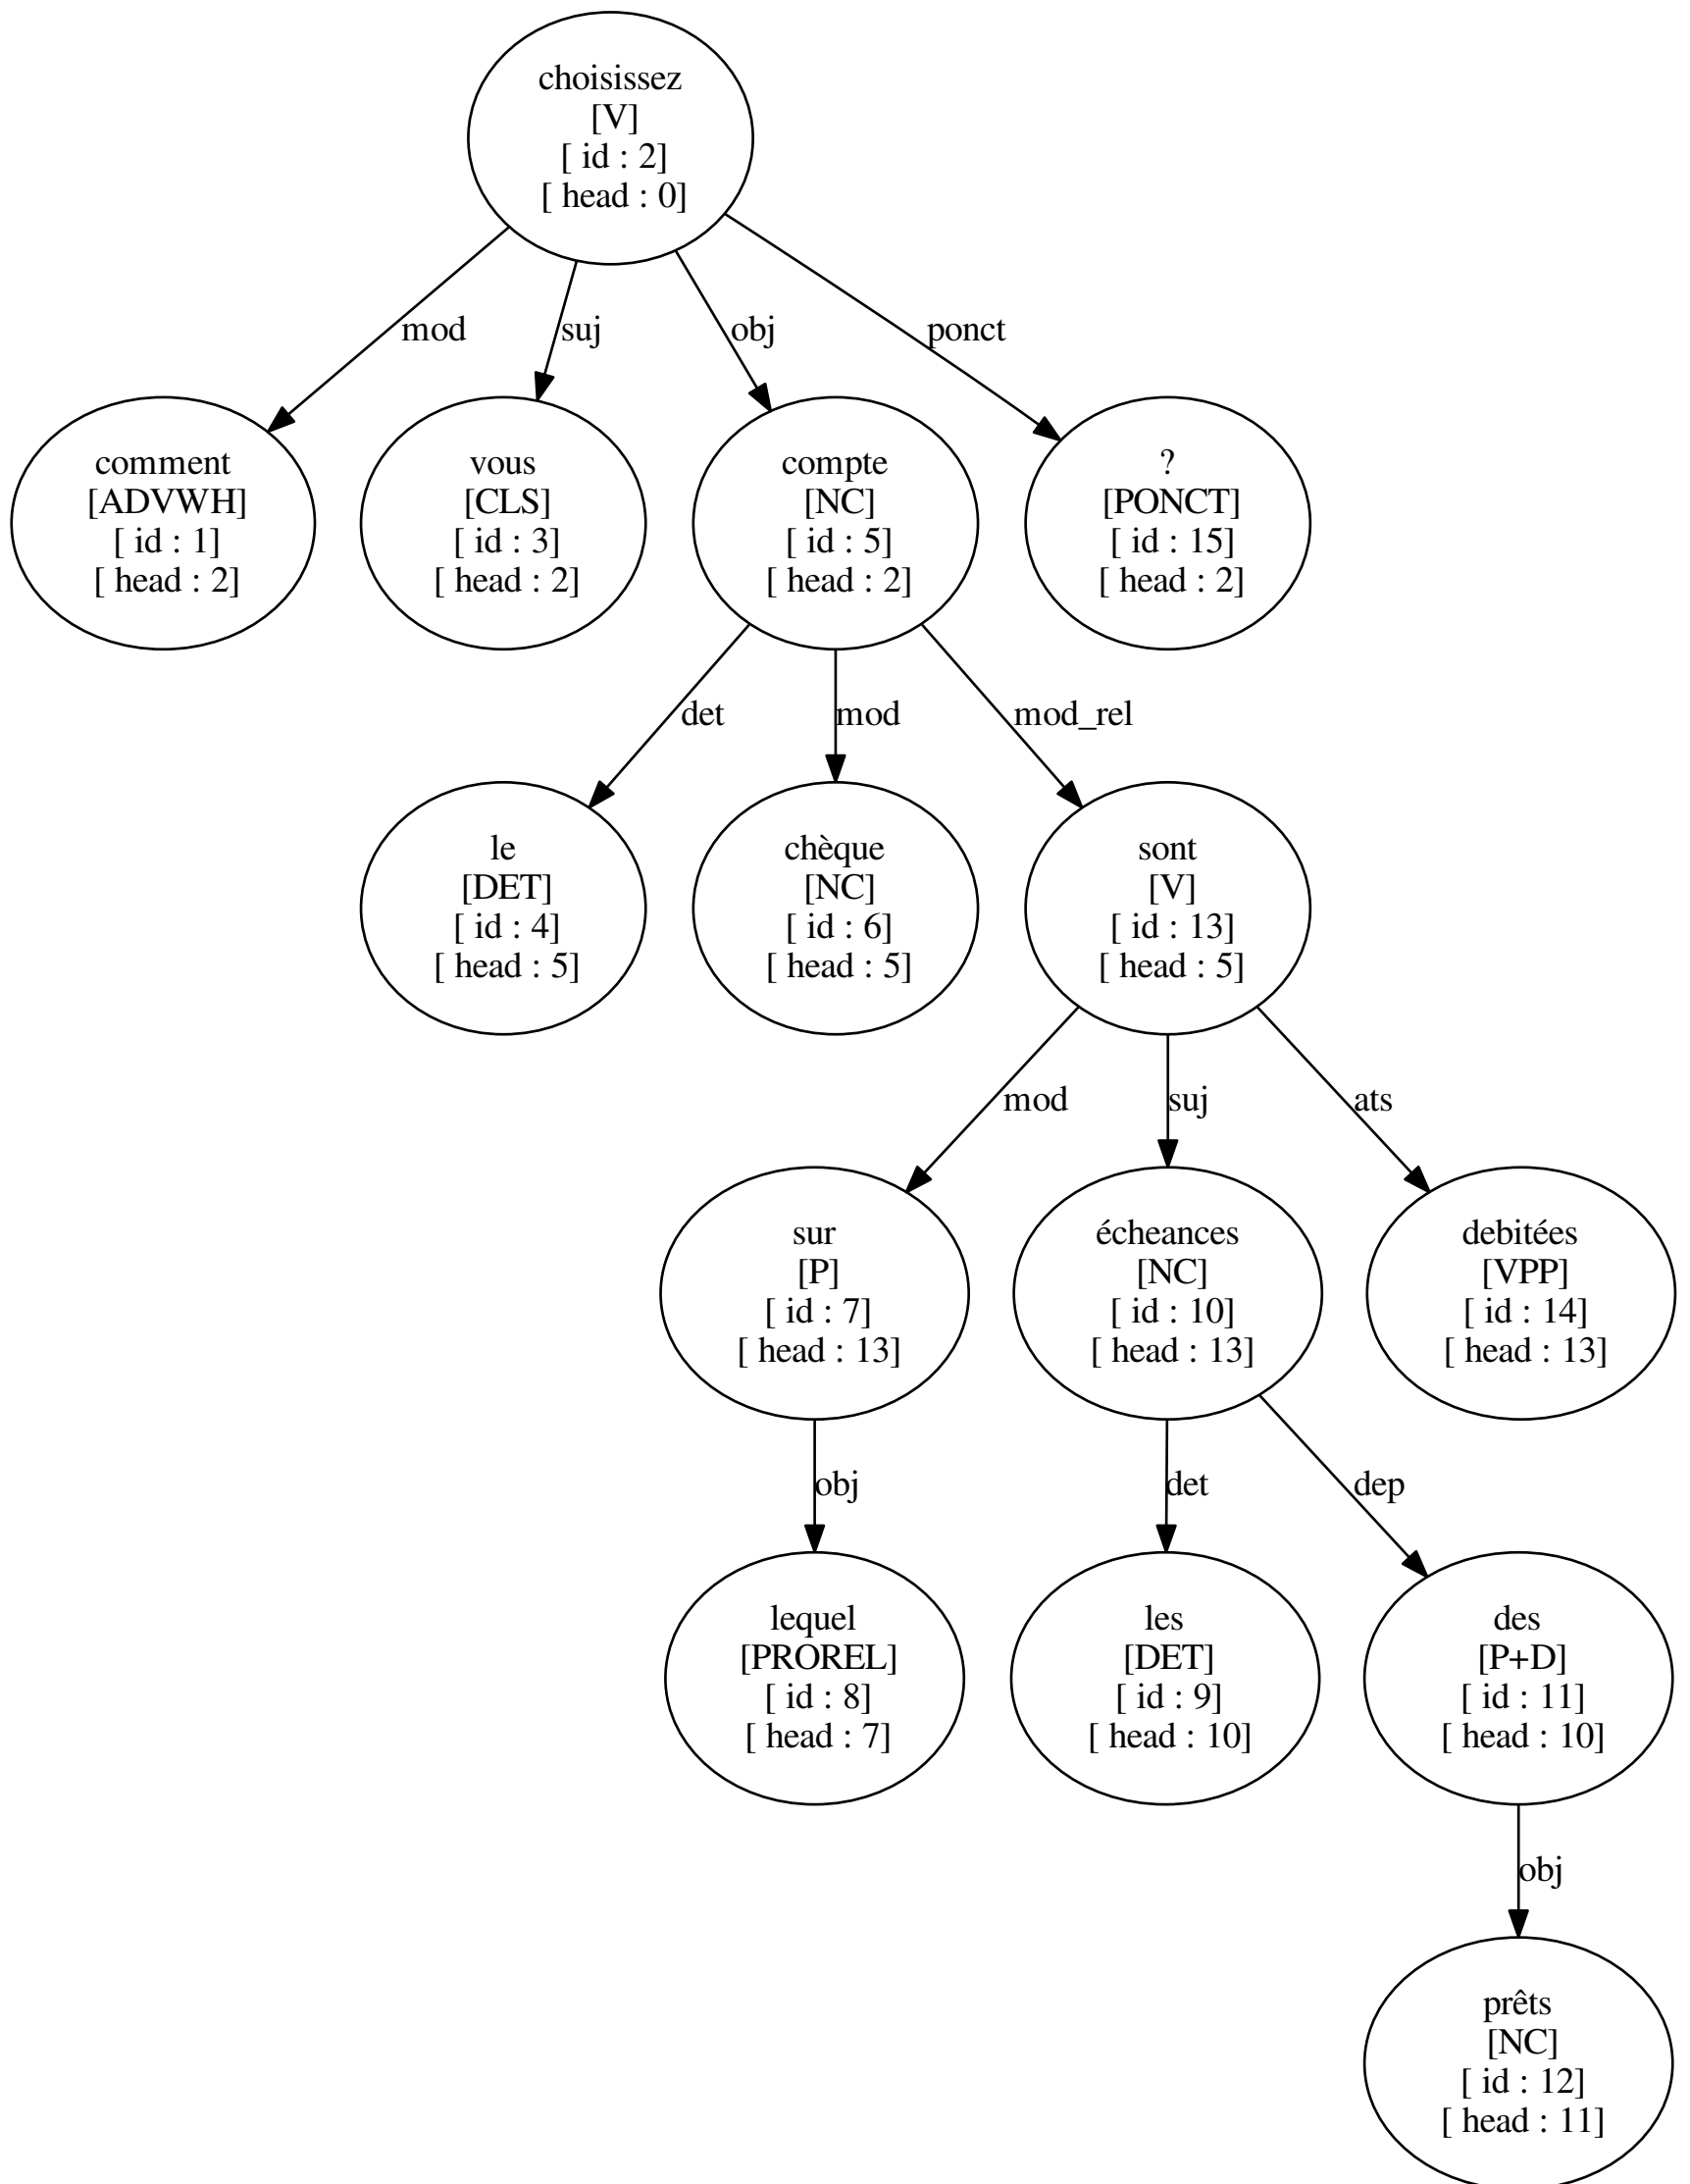 choisissez
[V]
[ id : 2]
[ head : 0]
mod
suj
obj
ponct
comment
[ADVWH]
[ id : 1]
[ head : 2]
vous
[CLS]
[ id : 3]
[ head : 2]
compte
[NC]
[ id : 5]
[ head : 2]
?
[PONCT]
[ id : 15]
[ head : 2]
det
mod
mod_rel
le
[DET]
[ id : 4]
[ head : 5]
chèque
[NC]
[ id : 6]
[ head : 5]
sont
[V]
[ id : 13]
[ head : 5]
mod
suj
ats
sur
[P]
[ id : 7]
[ head : 13]
écheances
[NC]
[ id : 10]
[ head : 13]
debitées
[VPP]
[ id : 14]
[ head : 13]
obj
det
dep
lequel
[PROREL]
[ id : 8]
[ head : 7]
les
[DET]
[ id : 9]
[ head : 10]
des
[P+D]
[ id : 11]
[ head : 10]
obj
prêts
[NC]
[ id : 12]
[ head : 11]